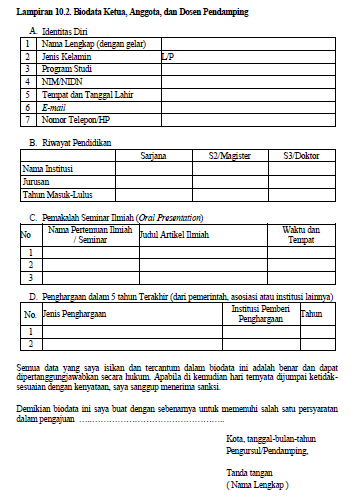 Lampiran 10.2. Biodata Ketua, Anggota, dan Dosen Pendamping
A. Identitas Diri
1 Nama Lengkap (dengan gelar)
2 Jenis Kelamin L/P
3 Program Studi
4 NIM/NIDN
5 Tempat dan Tanggal Lahir
6 E-mail
7 Nomor Telepon/HP
B. Riwayat Pendidikan
Sarjana S2/Magister S3/Doktor
Nama Institusi
Jurusan
Tahun Masuk-Lulus
C. Pemakalah Seminar Ilmiah (Oral Presentation)
No Nama Pertemuan Ilmiah / Seminar Judul Artikel Ilmiah Waktu dan Tempat
1
2
3
D. Penghargaan dalam 5 tahun Terakhir (dari pemerintah, asosiasi atau institusi lainnya)
No. Jenis Penghargaan Institusi Pemberi Penghargaan Tahun
1
2
Semua data yang saya isikan dan tercantum dalam biodata ini adalah benar dan dapat
dipertanggungjawabkan secara hukum. Apabila di kemudian hari ternyata dijumpai ketidak-
sesuaian dengan kenyataan, saya sanggup menerima sanksi.
Demikian biodata ini saya buat dengan sebenarnya untuk memenuhi salah satu persyaratan
dalam pengajuan ……………………………………………..
Kota, tanggal-bulan-tahun
Pengursul/Pendamping,
Tanda tangan
( Nama Lengkap )